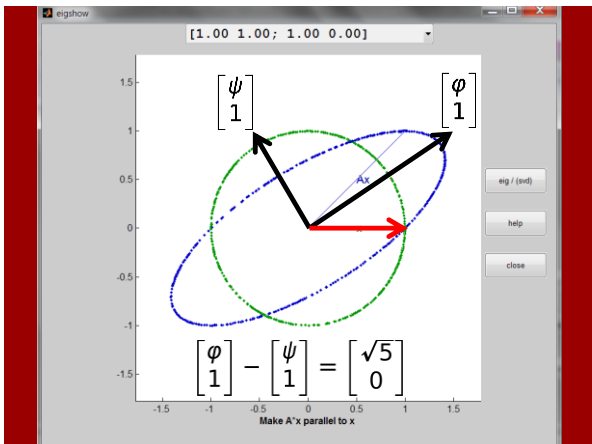 eigshow
[1.00 1.00; 1.00 0.00]
[ψ
1]
[φ
1]
1.5
1
0.5
0
-0.5
-1
-1.5
Ax
x
eig / (svd)
help
close
[φ
1] − [ψ
1] = [√5
0]
-1.5 -1 -0.5 0 0.5 1 1.5
Make A*x parallel to x